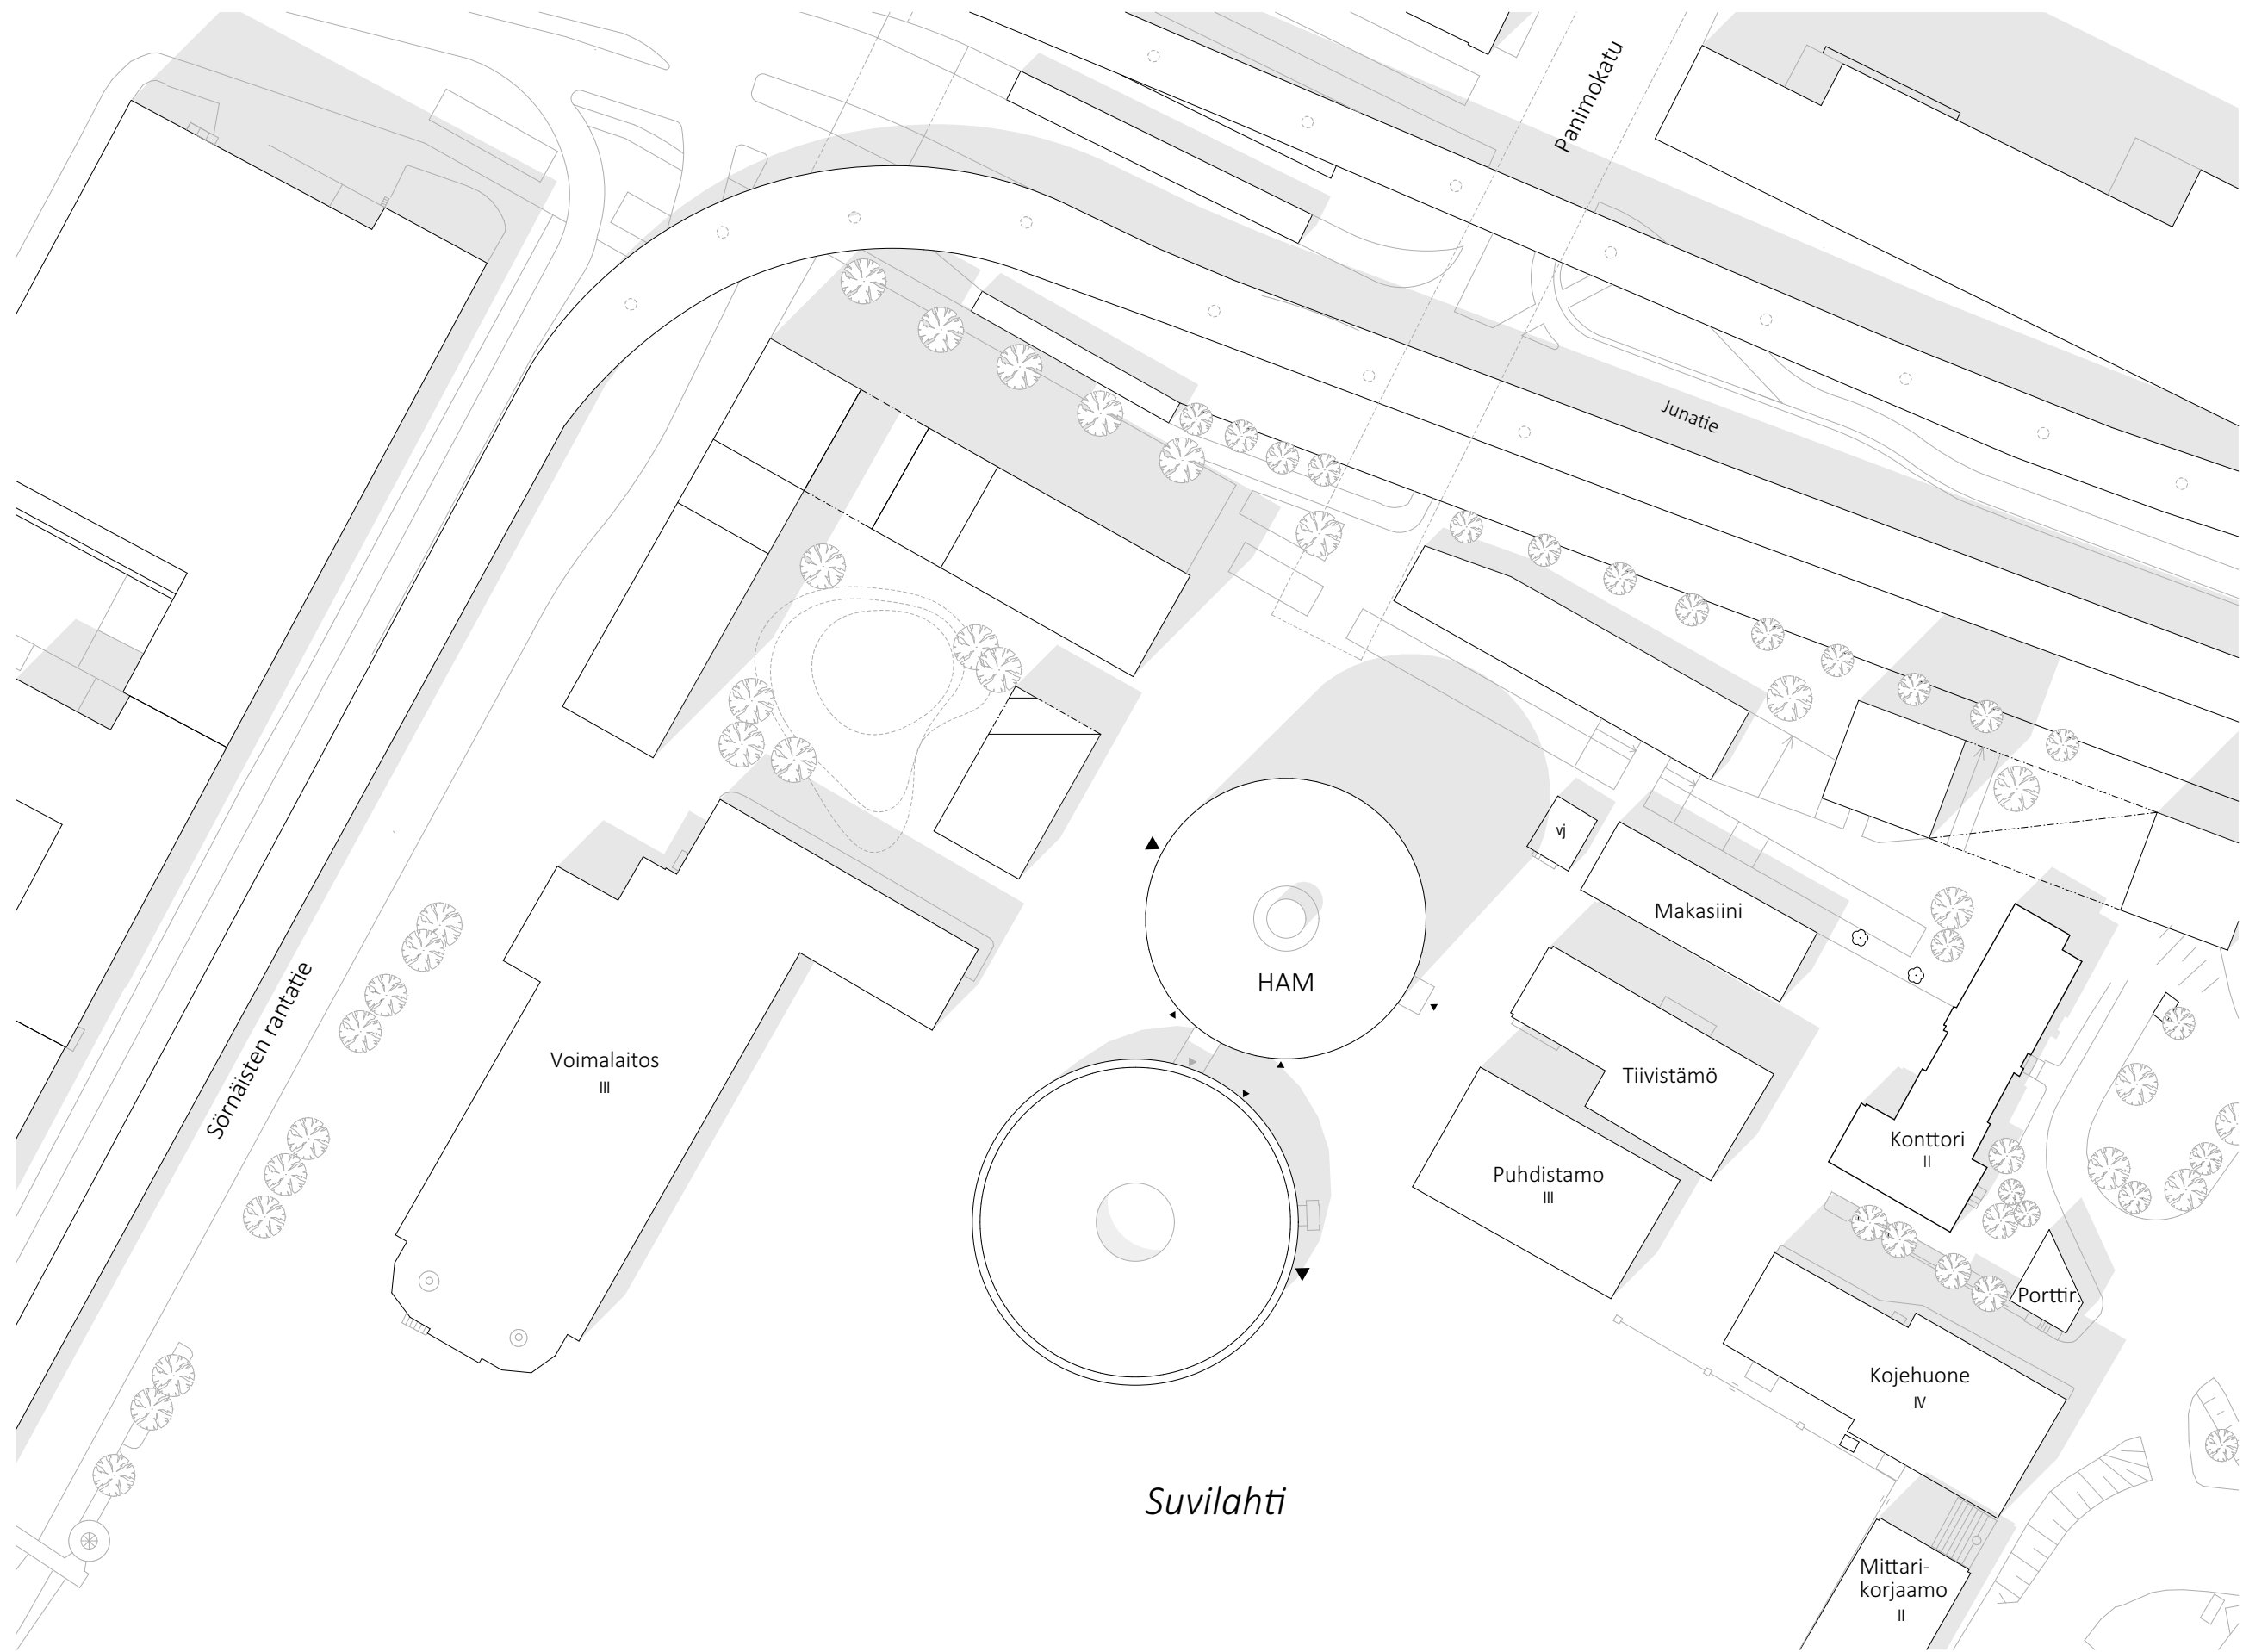 Panimokatu
Junatie
vj
Makasiini
HAM
Voimalaitos
III
Sörnäisten rantatie
Tiivistämö
Puhdistamo
III
Konttori
II
Porttir.
Kojehuone
IV
Suvilahti
Mittari-
korjaamo
II